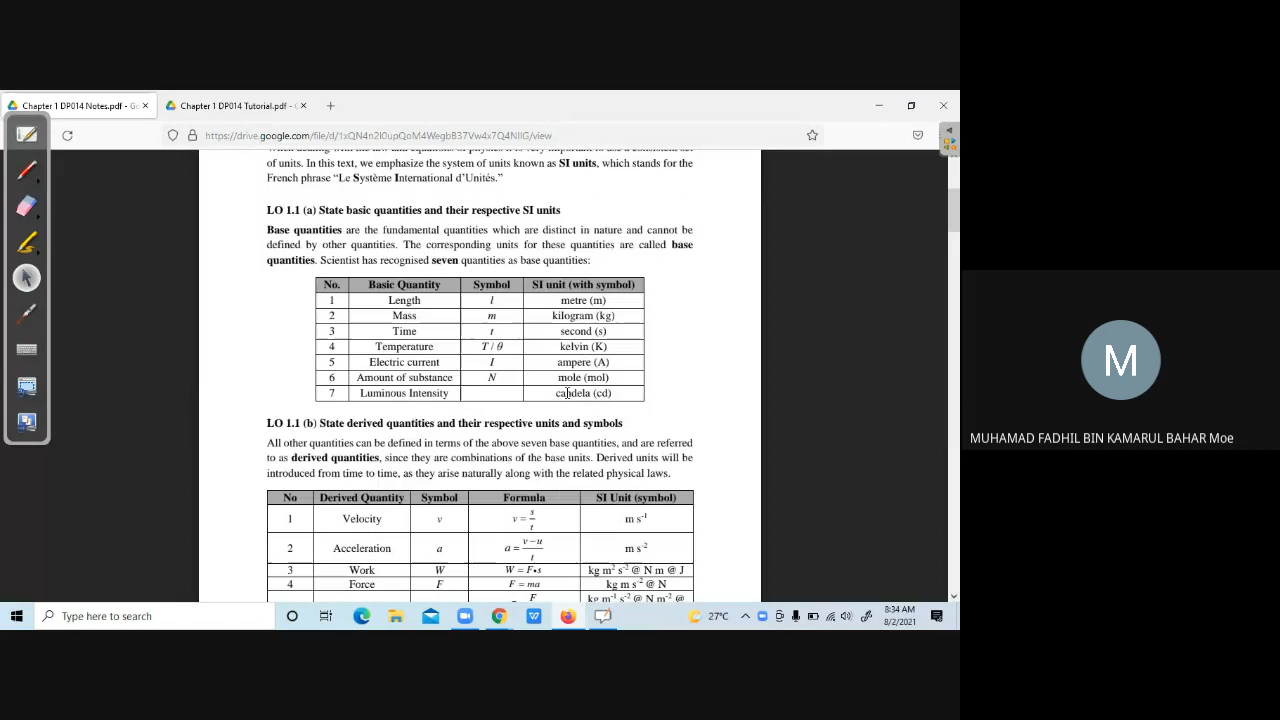 Chapter 1 DP014 Notes.pdf - Go
Chapter 1 DP014 Tutorial.pdf - G
of units. In this text, we emphasize the system of units known as SI units, which stands for the
French phrase “Le Système International d’Unités.”
LO 1.1 (a) State basic quantities and their respective SI units
Base quantities are the fundamental quantities which are distinct in nature and cannot be
defined by other quantities. The corresponding units for these quantities are called base
quantities. Scientist has recognised seven quantities as base quantities:
No. Basic Quantity Symbol SI unit (with symbol)
1 Length l metre (m)
2 Mass m kilogram (kg)
3 Time t second (s)
4 Temperature T / θ kelvin (K)
5 Electric current I ampere (A)
6 Amount of substance N mole (mol)
7 Luminous Intensity candela (cd)
LO 1.1 (b) State derived quantities and their respective units and symbols
All other quantities can be defined in terms of the above seven base quantities, and are referred
to as derived quantities, since they are combinations of the base units. Derived units will be
introduced from time to time, as they arise naturally along with the related physical laws.
No Derived Quantity Symbol Formula SI Unit (symbol)
1 Velocity v v = s/t m s⁻¹
2 Acceleration a a = v − u/t m s⁻²
3 Work W W = F•s kg m² s⁻² @ N m @ J
4 Force F F = ma kg m s⁻² @ N
F kg m⁻¹ s⁻² @ N m⁻² @
Type here to search
27°C
8:34 AM
8/2/2021
M
MUHAMAD FADHIL BIN KAMARUL BAHAR Moe